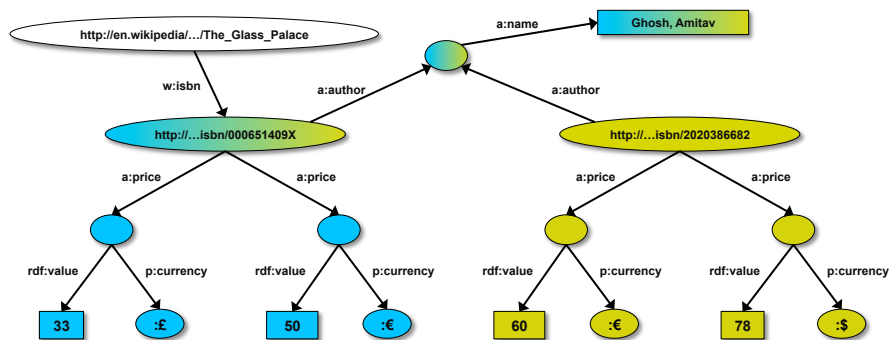 a:name
Ghosh, Amitav
http://en.wikipedia/…/The_Glass_Palace
w:isbn
a:author
a:author
http://…isbn/000651409X
http://…isbn/2020386682
a:price
a:price
a:price
a:price
rdf:value
p:currency
rdf:value
p:currency
rdf:value
p:currency
rdf:value
p:currency
33
:£
50
:€
60
:€
78
:$